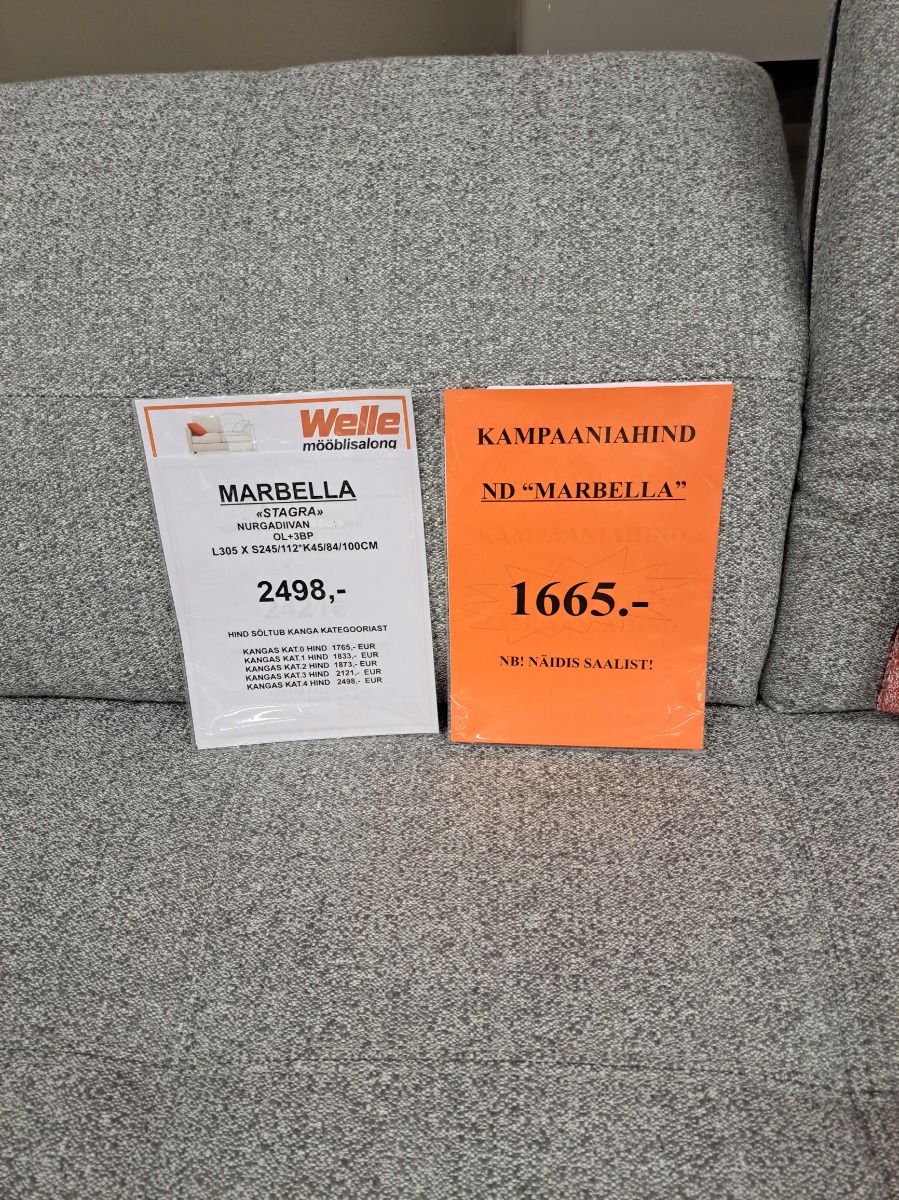 Welle
mööblisalong
MARBELLA
«STAGRA»
NURGADIIVAN
OL+3BP
L305 X S245/112*K45/84/100CM
2498,-
HIND SÕLTUB KANGA KATEGOORIAST
KANGAS KAT.0 HIND 1765,- EUR
KANGAS KAT.1 HIND 1833,- EUR
KANGAS KAT.2 HIND 1873,- EUR
KANGAS KAT.3 HIND 2121,- EUR
KANGAS KAT.4 HIND 2498,- EUR
KAMPAANIAHIND
ND “MARBELLA”
1665.-
NB! NÄIDIS SAALIST!